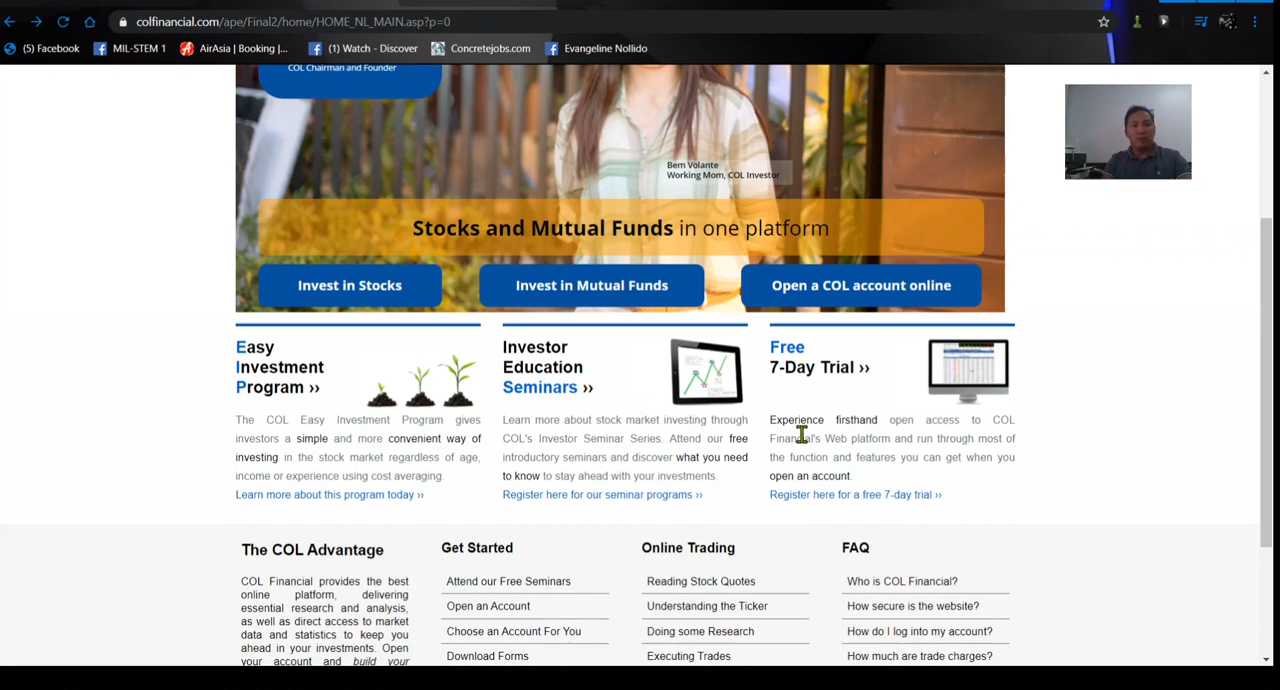 colfinancial.com/ape/Final2/home/HOME_NL_MAIN.asp?p=0
(5) Facebook
MIL-STEM 1
AirAsia | Booking |...
(1) Watch - Discover
Concretejobs.com
Evangeline Nollido
COL Chairman and Founder
Bem Volante
Working Mom, COL Investor
Stocks and Mutual Funds in one platform
Invest in Stocks
Invest in Mutual Funds
Open a COL account online
Easy
Investment
Program ››
The COL Easy Investment Program gives
investors a simple and more convenient way of
investing in the stock market regardless of age,
income or experience using cost averaging.
Learn more about this program today ››
Investor
Education
Seminars ››
Learn more about stock market investing through
COL's Investor Seminar Series. Attend our free
introductory seminars and discover what you need
to know to stay ahead with your investments.
Register here for our seminar programs ››
Free
7-Day Trial ››
Experience firsthand open access to COL
Financial's Web platform and run through most of
the function and features you can get when you
open an account.
Register here for a free 7-day trial ››
The COL Advantage
COL Financial provides the best
online platform, delivering
essential research and analysis,
as well as direct access to market
data and statistics to keep you
ahead in your investments. Open
your account and build your
Get Started
Attend our Free Seminars
Open an Account
Choose an Account For You
Download Forms
Online Trading
Reading Stock Quotes
Understanding the Ticker
Doing some Research
Executing Trades
FAQ
Who is COL Financial?
How secure is the website?
How do I log into my account?
How much are trade charges?